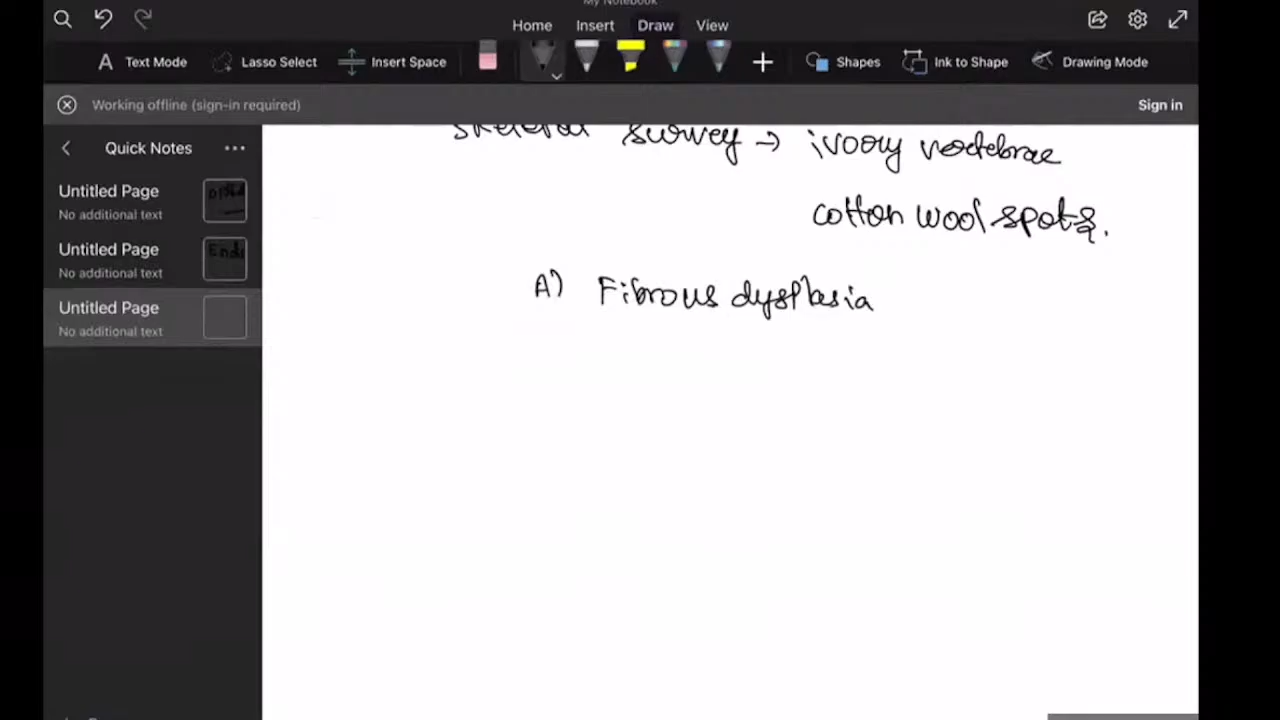 My Notebook
Home Insert Draw View
Text Mode Lasso Select Insert Space Shapes Ink to Shape Drawing Mode
Working offline (sign-in required) Sign in
Quick Notes
Untitled Page
No additional text
Untitled Page
No additional text
Untitled Page
No additional text
skeletal survey → ivory vertebrae
cotton wool spots.
A) Fibrous dysplasia